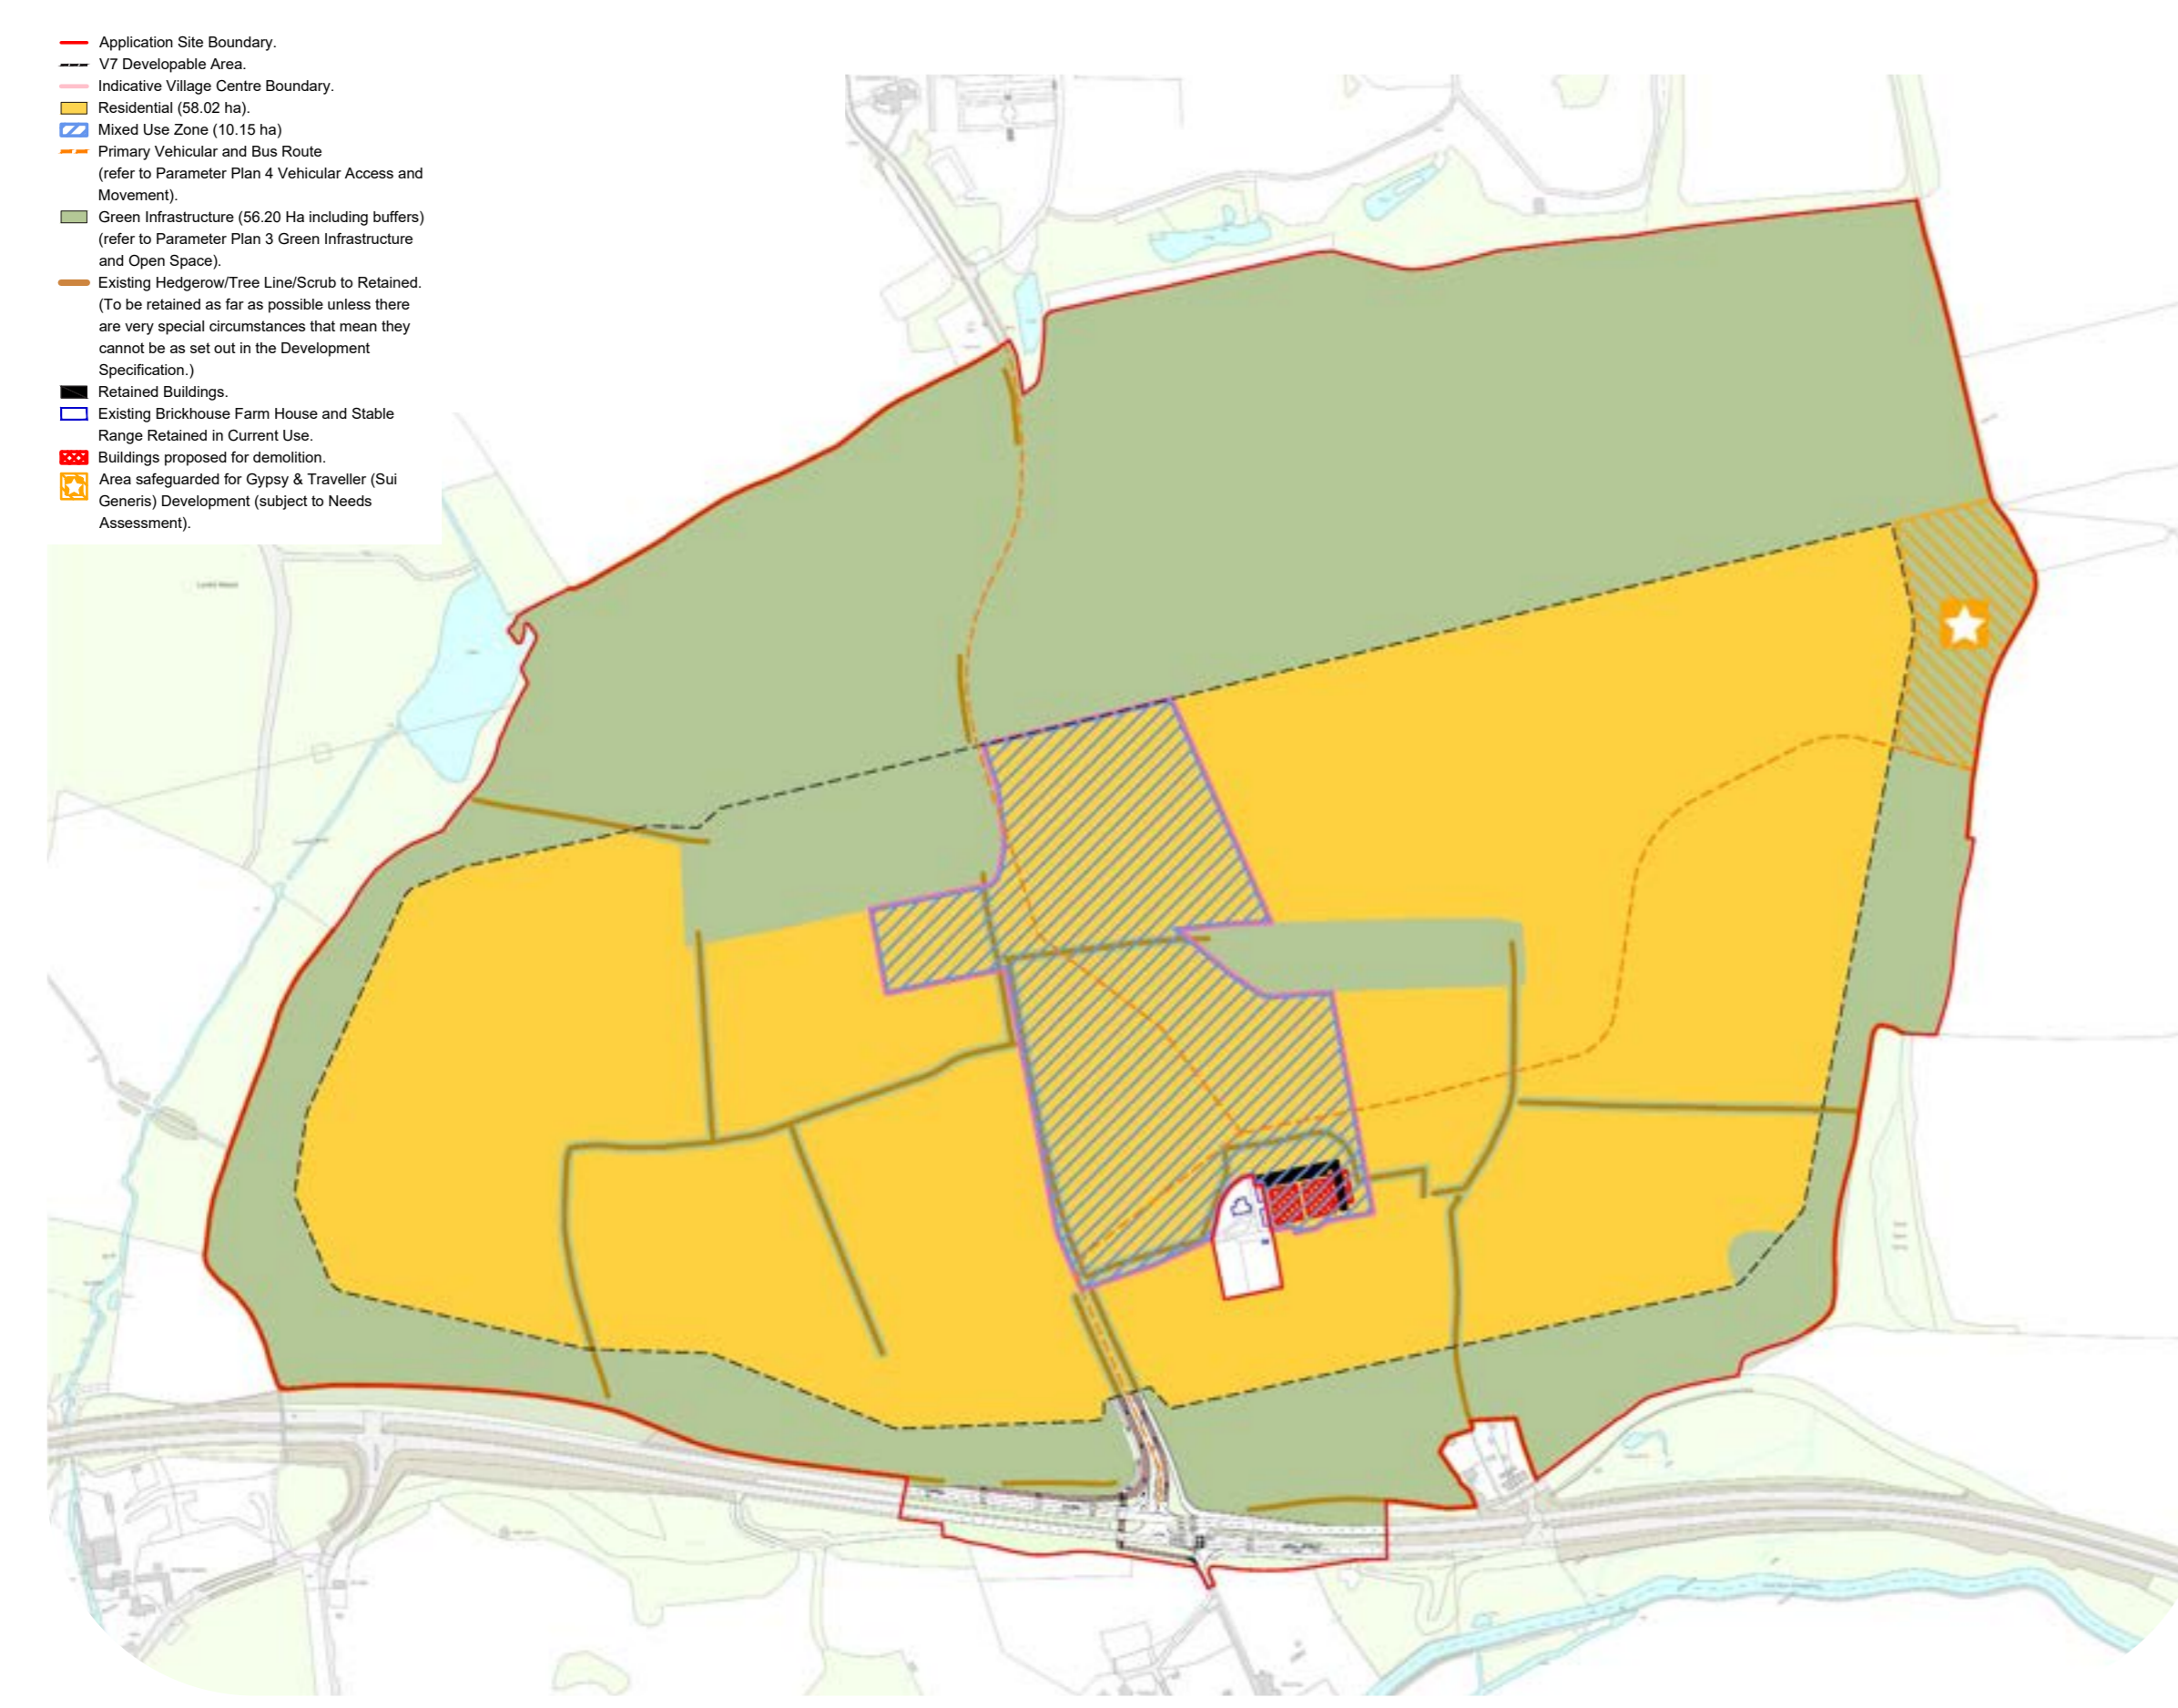 Application Site Boundary.
V7 Developable Area.
Indicative Village Centre Boundary.
Residential (58.02 ha).
Mixed Use Zone (10.15 ha)
Primary Vehicular and Bus Route
(refer to Parameter Plan 4 Vehicular Access and
Movement).
Green Infrastructure (56.20 Ha including buffers)
(refer to Parameter Plan 3 Green Infrastructure
and Open Space).
Existing Hedgerow/Tree Line/Scrub to Retained.
(To be retained as far as possible unless there
are very special circumstances that mean they
cannot be as set out in the Development
Specification.)
Retained Buildings.
Existing Brickhouse Farm House and Stable
Range Retained in Current Use.
Buildings proposed for demolition.
Area safeguarded for Gypsy & Traveller (Sui
Generis) Development (subject to Needs
Assessment).